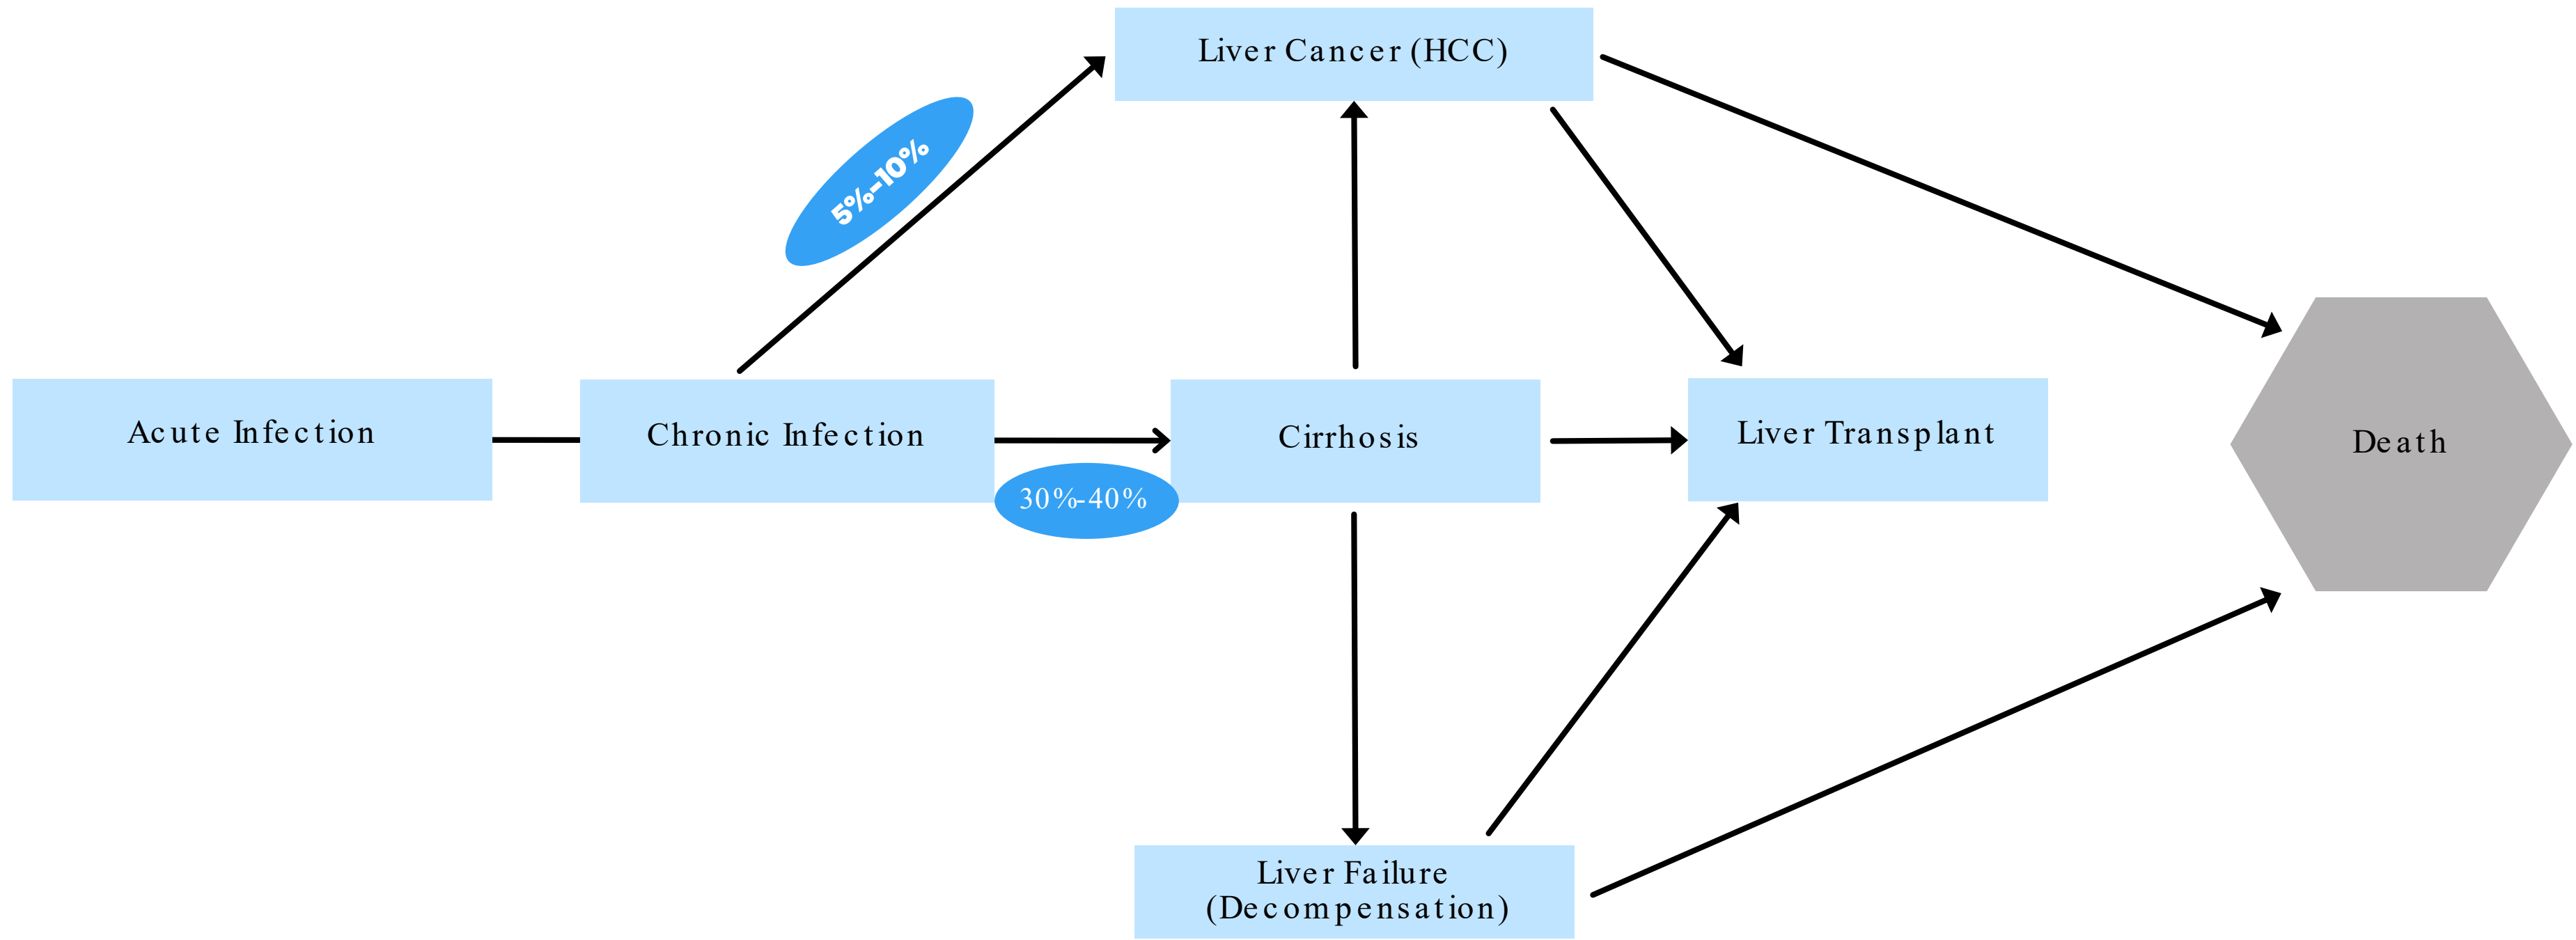 Liver Cancer (HCC)
5%-10%
Acute Infection
Chronic Infection
30%-40%
Cirrhosis
Liver Transplant
Death
Liver Failure
(Decompensation)